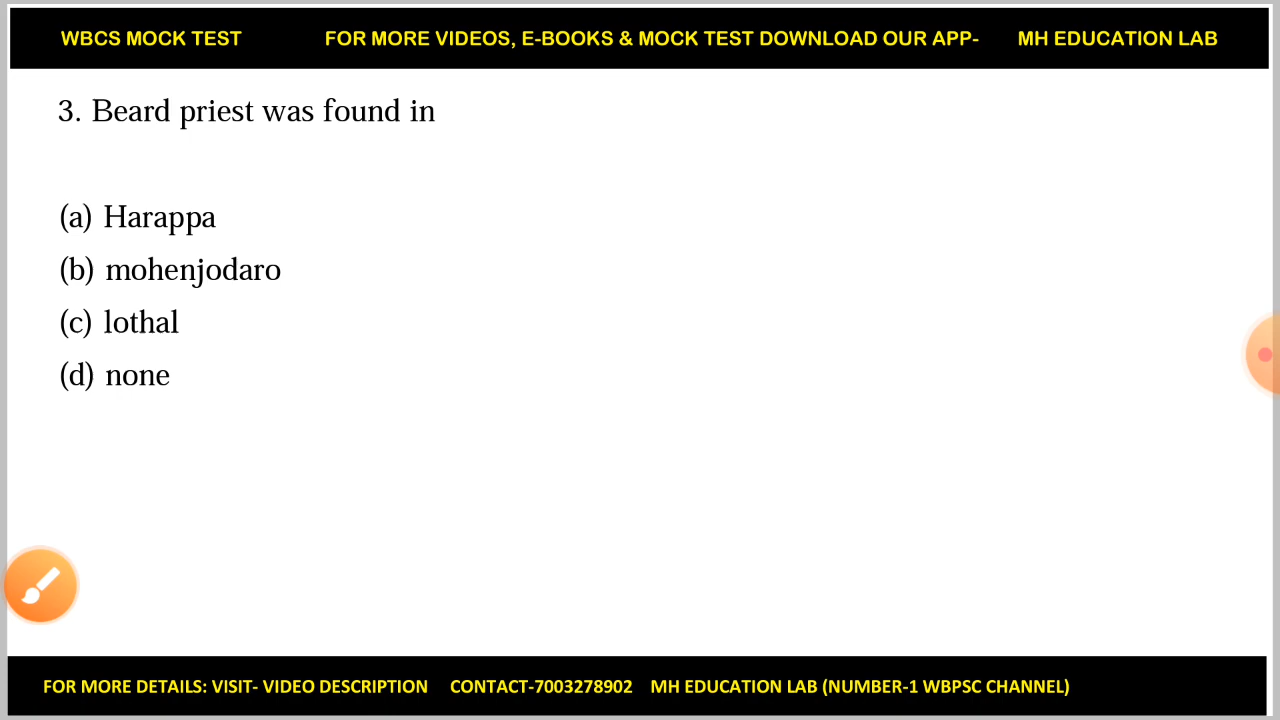 WBCS MOCK TEST FOR MORE VIDEOS, E-BOOKS & MOCK TEST DOWNLOAD OUR APP- MH EDUCATION LAB
3. Beard priest was found in
(a) Harappa
(b) mohenjodaro
(c) lothal
(d) none
FOR MORE DETAILS: VISIT- VIDEO DESCRIPTION CONTACT-7003278902 MH EDUCATION LAB (NUMBER-1 WBPSC CHANNEL)